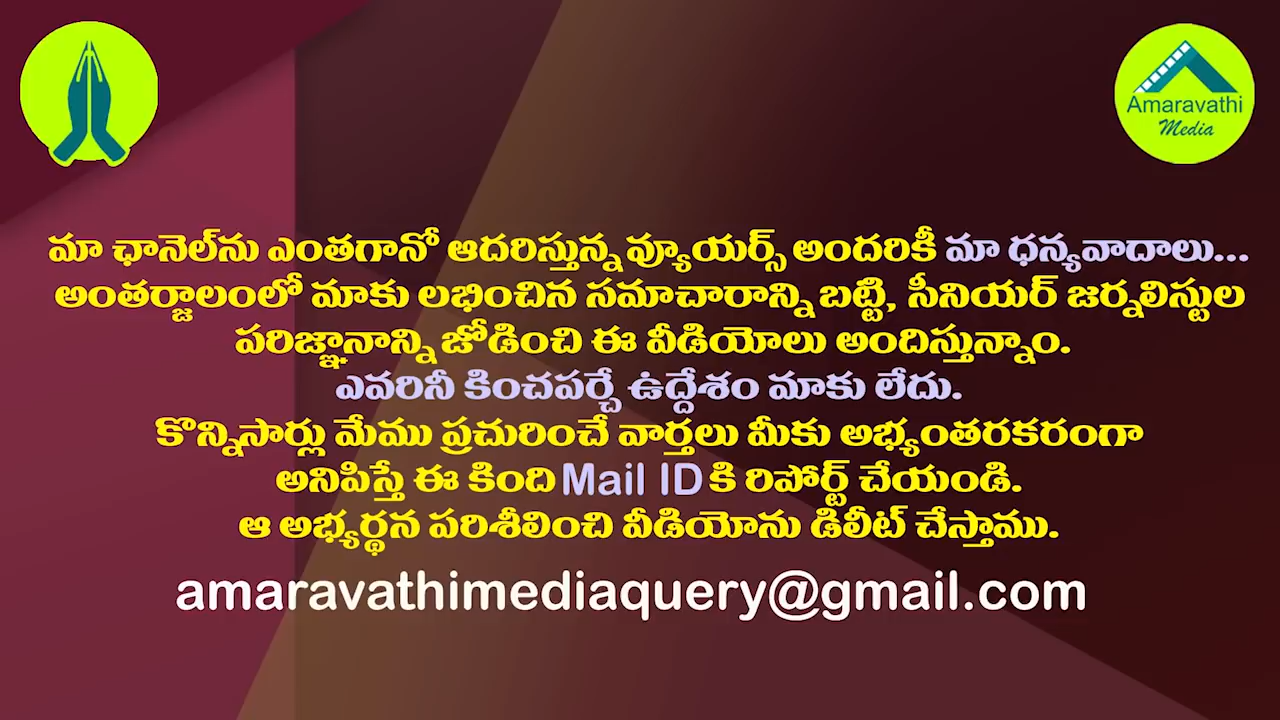 Amaravathi
Media
మా ఛానెల్‌ను ఎంతగానో ఆదరిస్తున్న వ్యూయర్స్ అందరికీ మా ధన్యవాదాలు...
అంతర్జాలంలో మాకు లభించిన సమాచారాన్ని బట్టి, సీనియర్ జర్నలిస్టుల
పరిజ్ఞానాన్ని జోడించి ఈ వీడియోలు అందిస్తున్నాం.
ఎవరినీ కించపర్చే ఉద్దేశం మాకు లేదు.
కొన్నిసార్లు మేము ప్రచురించే వార్తలు మీకు అభ్యంతరకరంగా
అనిపిస్తే ఈ కింది Mail ID కి రిపోర్ట్ చేయండి.
ఆ అభ్యర్థన పరిశీలించి వీడియోను డిలీట్ చేస్తాము.
amaravathimediaquery@gmail.com